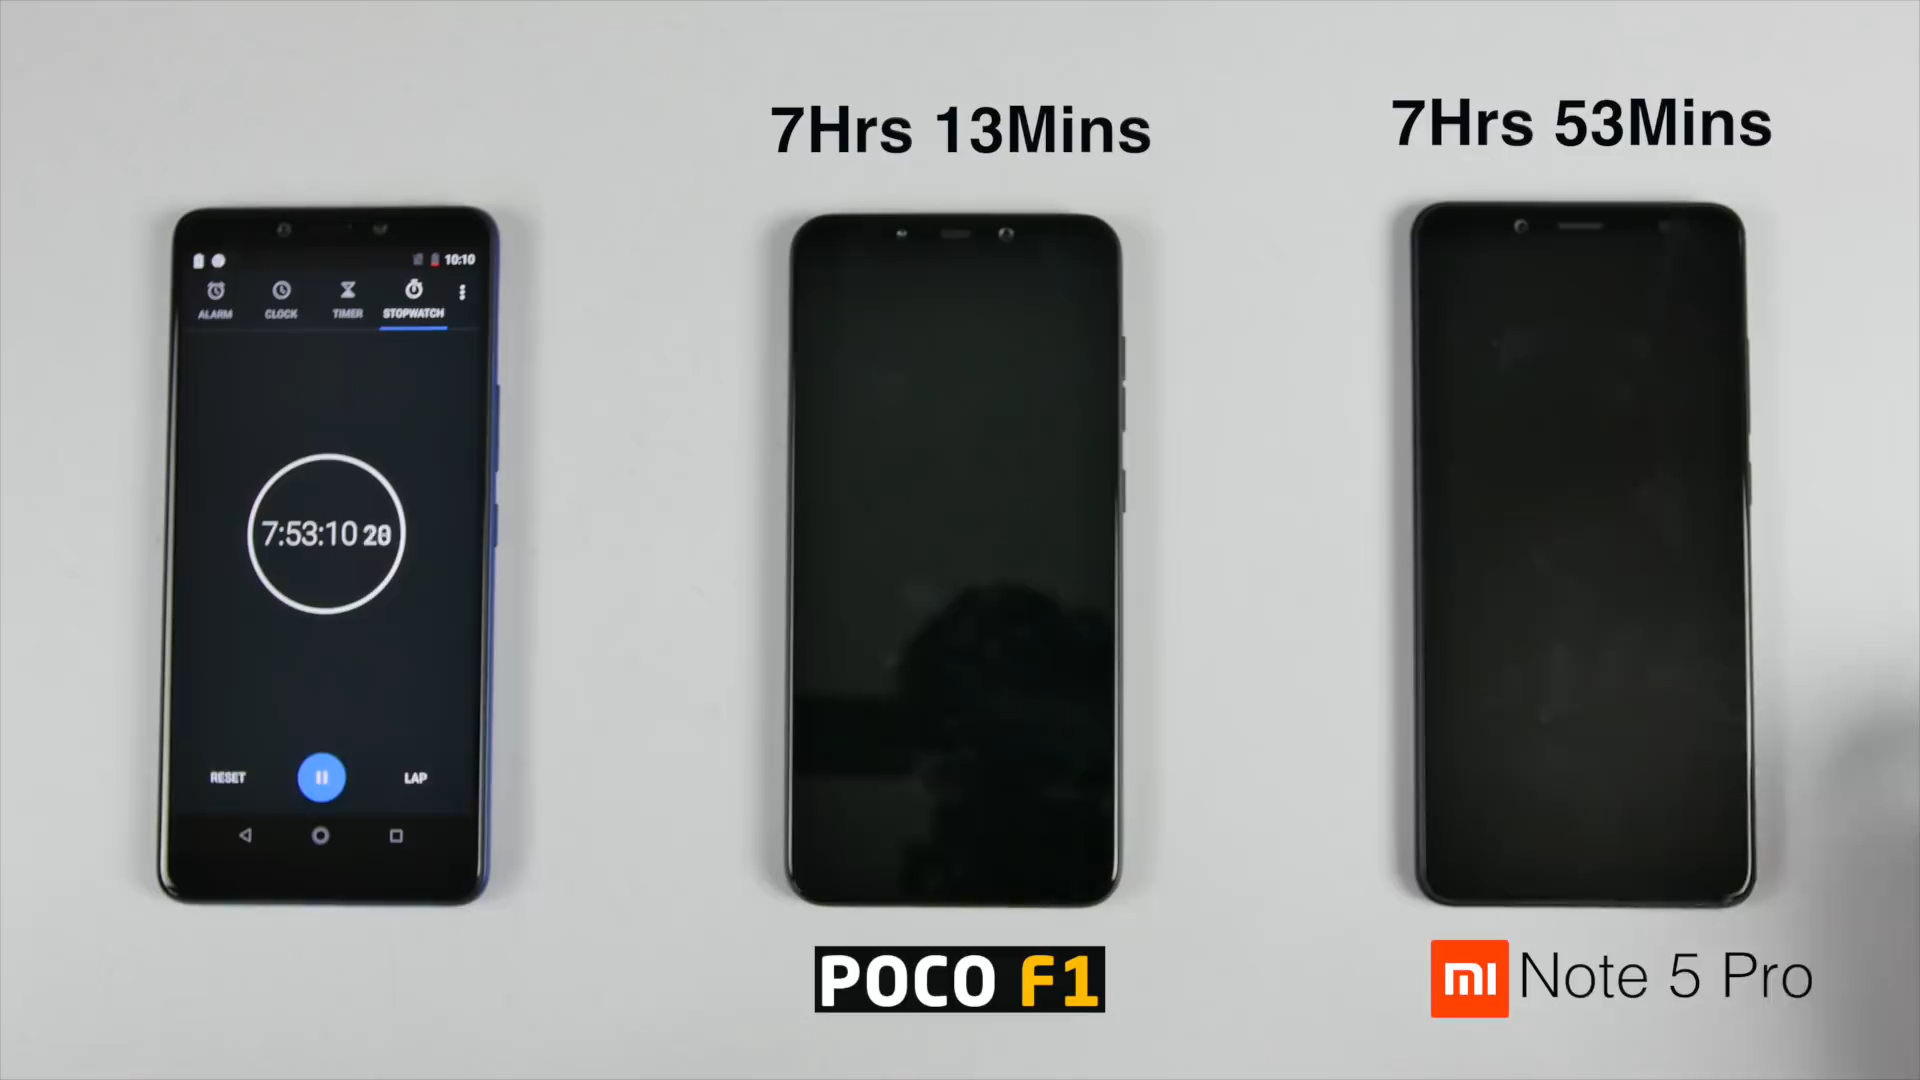 7Hrs 13Mins
7Hrs 53Mins
10:10
ALARM CLOCK TIMER STOPWATCH
7:53:10 20
RESET LAP
POCO F1
mi Note 5 Pro